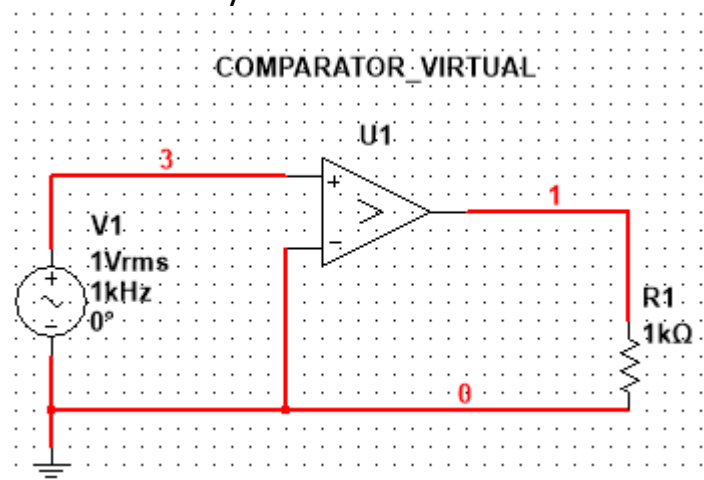 COMPARATOR_VIRTUAL
U1
3
+
>
−
1
V1
1Vrms
1kHz
0°
+
−
R1
1kΩ
0